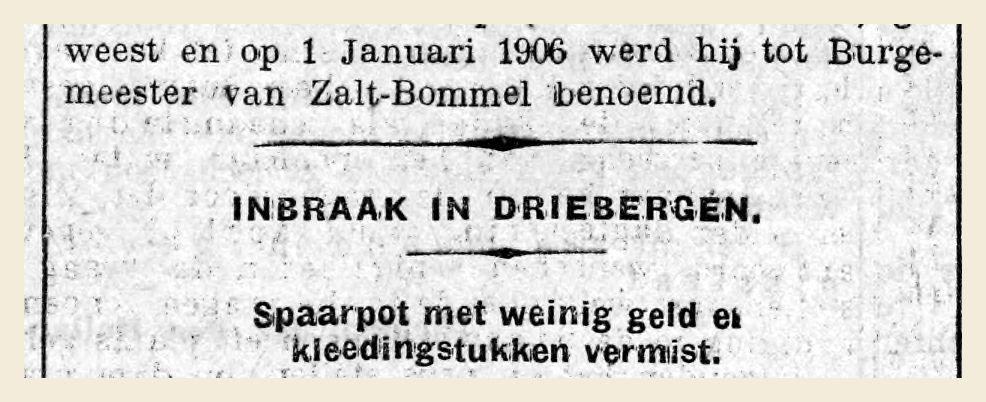 weest en op 1 Januari 1906 werd hij tot Burge-
meester van Zalt-Bommel benoemd.
INBRAAK IN DRIEBERGEN.
Spaarpot met weinig geld en
kleedingstukken vermist.